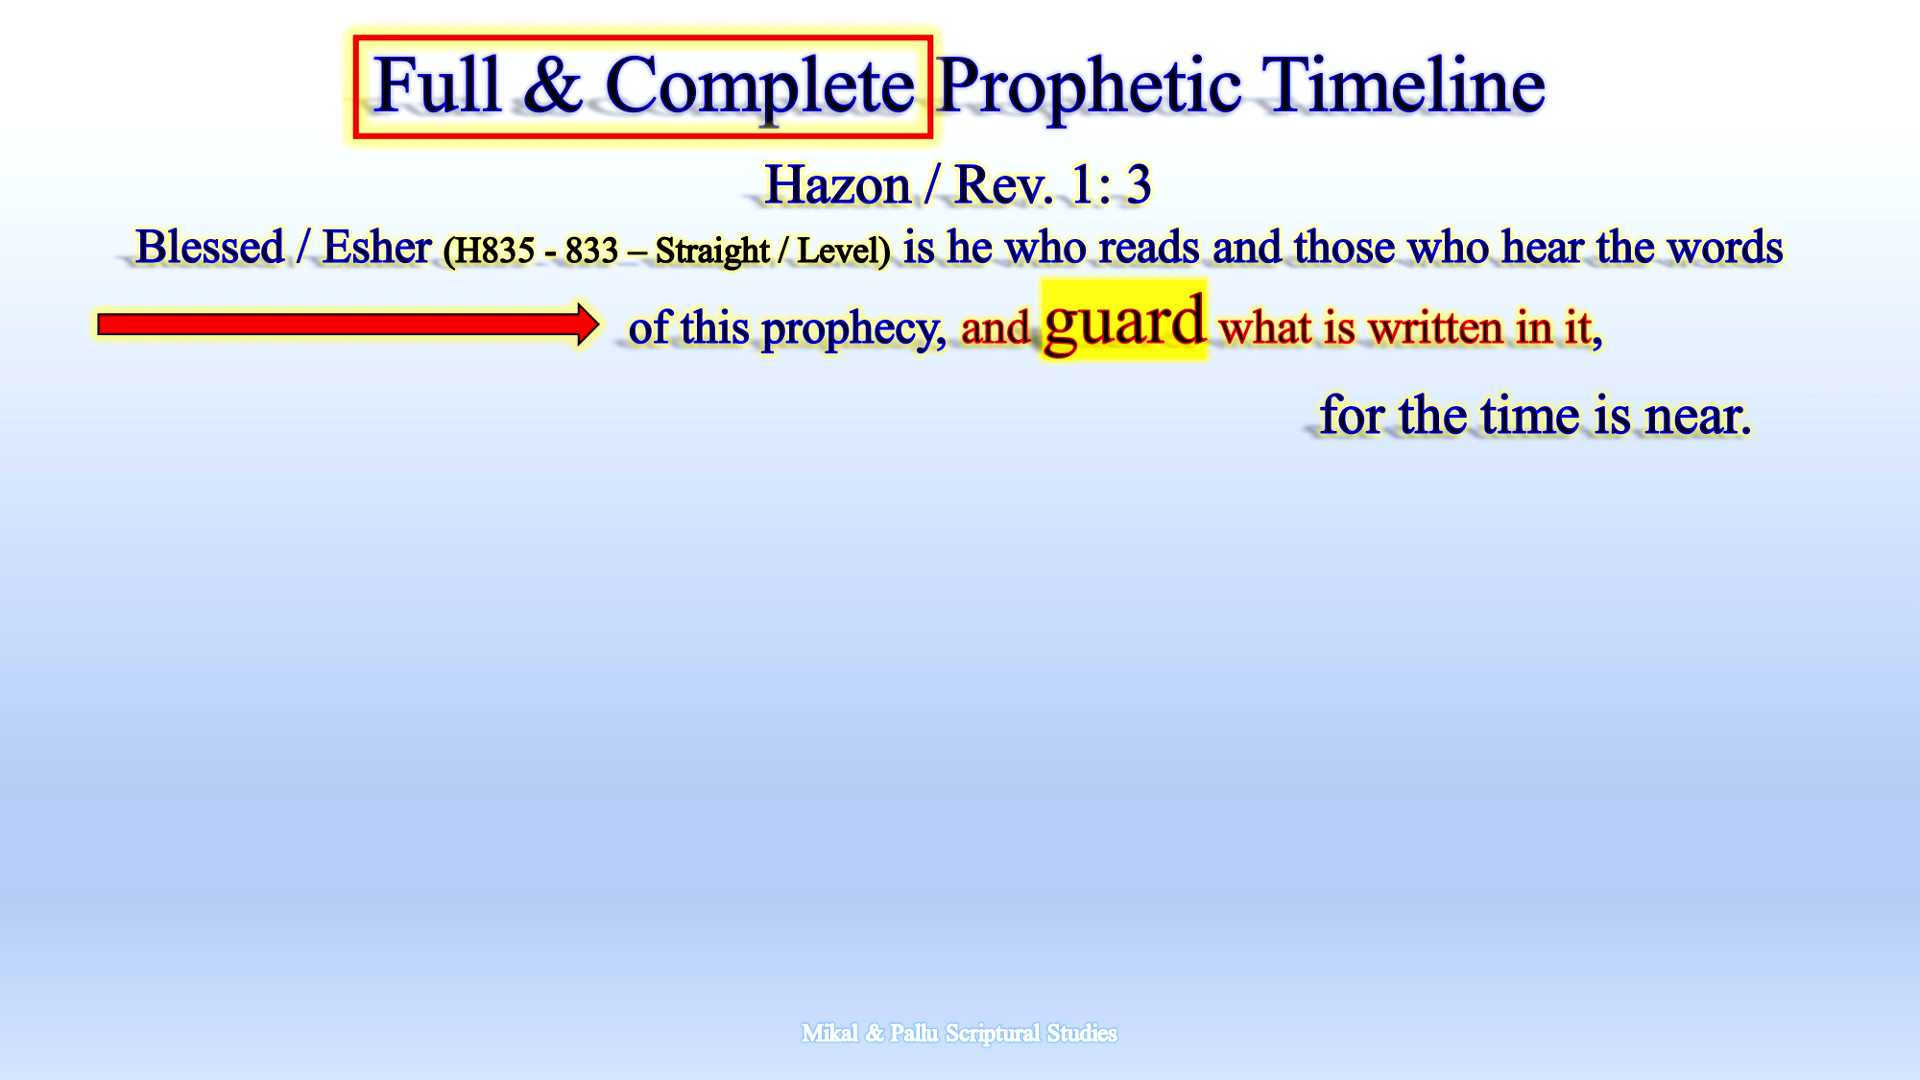 Full & Complete Prophetic Timeline
Hazon / Rev. 1: 3
Blessed / Esher (H835 - 833 – Straight / Level) is he who reads and those who hear the words
of this prophecy, and guard what is written in it,
for the time is near.
Mikal & Pallu Scriptural Studies